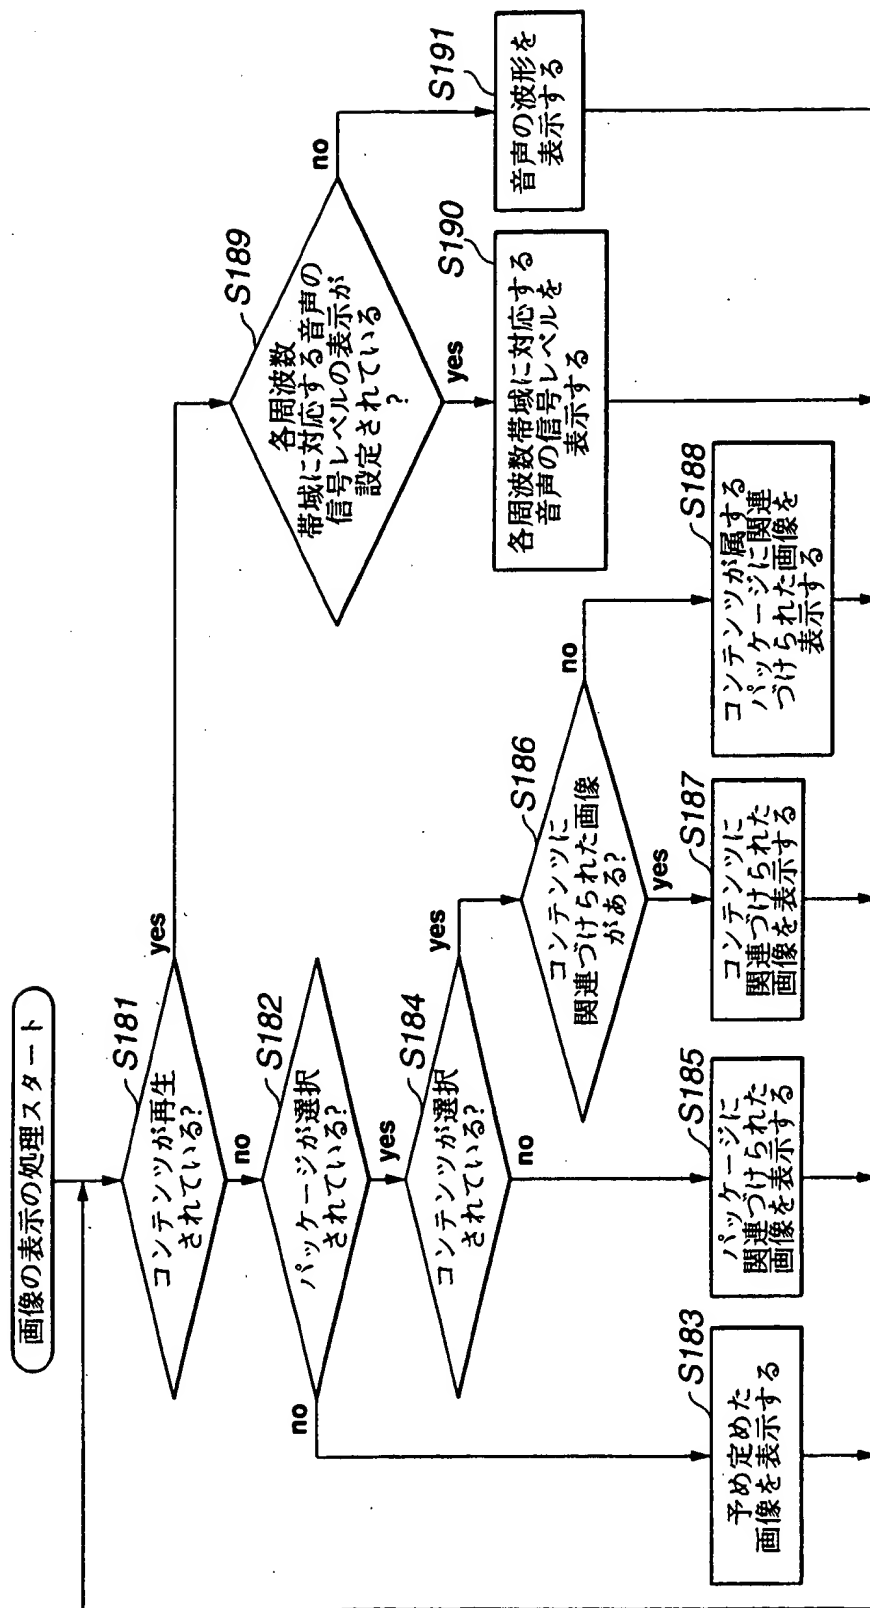 画像の表示の処理スタート
S181
コンテンツが再生
されている?
yes
no
S182
パッケージが選択
されている?
no
yes
S184
コンテンツが選択
されている?
yes
no
S186
コンテンツに
関連づけられた画像
がある?
no
yes
S189
各周波数
帯域に対応する音声の
信号レベルの表示が
設定されている
?
no
yes
S183
予め定めた
画像を表示する
S185
パッケージに
関連づけられた
画像を表示する
S187
コンテンツに
関連づけられた
画像を表示する
S188
コンテンツが属する
パッケージに関連
づけられた画像を
表示する
S190
各周波数帯域に対応する
音声の信号レベルを
表示する
S191
音声の波形を
表示する